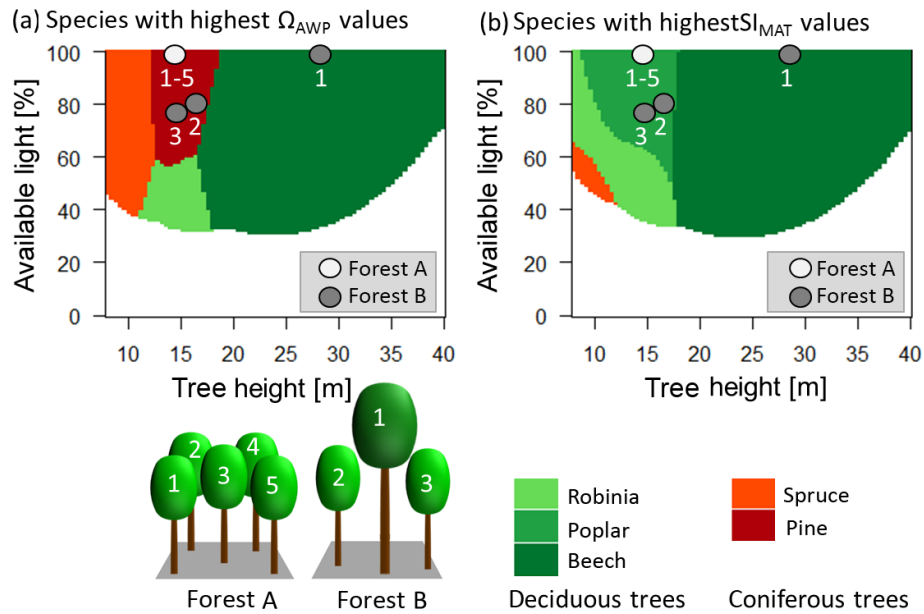 (a) Species with highest Ω_AWP values
100
80
60
40
20
0
Available light [%]
1-5
1
2
3
Forest A
Forest B
10 15 20 25 30 35 40
Tree height [m]
(b) Species with highestSI_MAT values
100
80
60
40
20
0
Available light [%]
1-5
1
2
3
Forest A
Forest B
10 15 20 25 30 35 40
Tree height [m]
1 2 3 4 5
Forest A
1
2 3
Forest B
Robinia
Poplar
Beech
Deciduous trees
Spruce
Pine
Coniferous trees